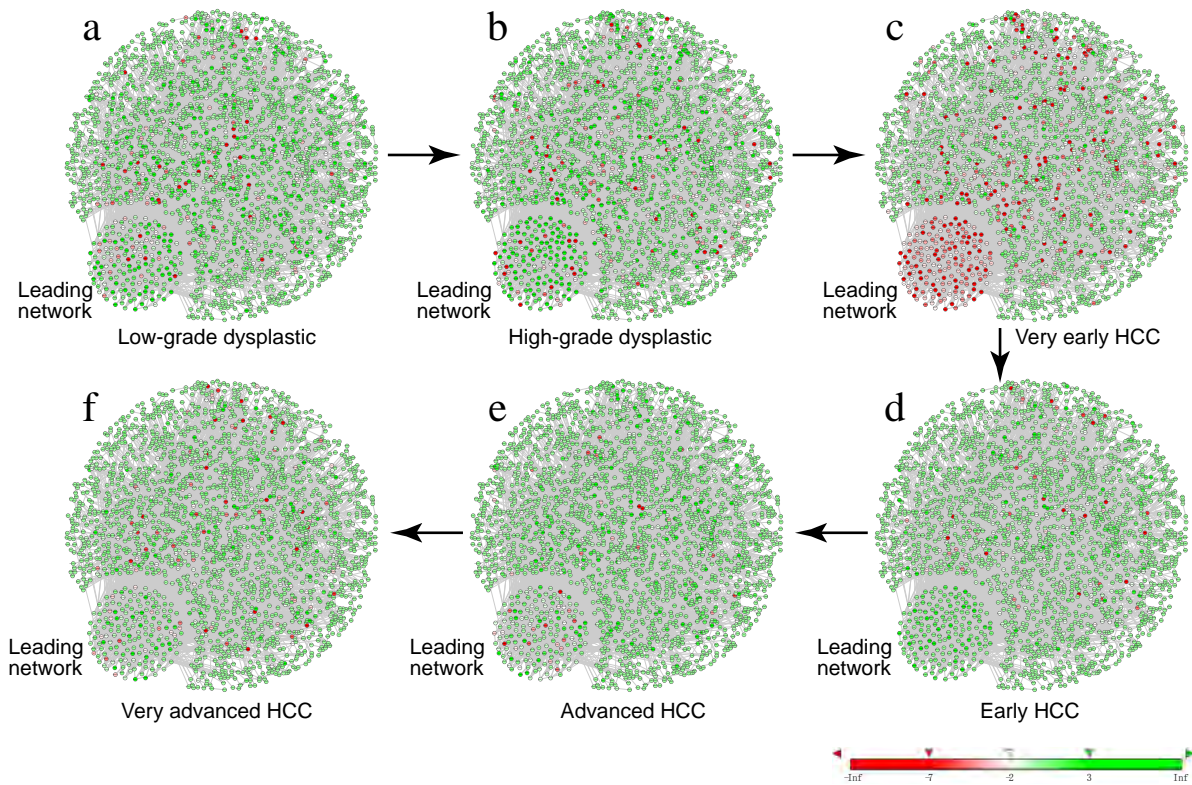 a
b
c
Leading
network
Leading
network
Leading
network
Low-grade dysplastic
High-grade dysplastic
Very early HCC
f
e
d
Leading
network
Leading
network
Leading
network
Very advanced HCC
Advanced HCC
Early HCC
-Inf -7 -2 3 Inf